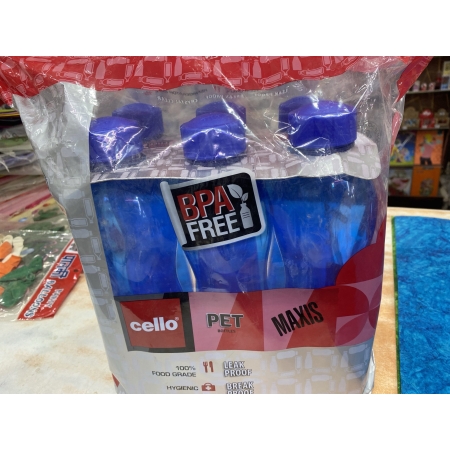 BPA
FREE
cello
PET
MAXIS
100%
FOOD GRADE
LEAK
PROOF
HYGIENIC
BREAK
PROOF